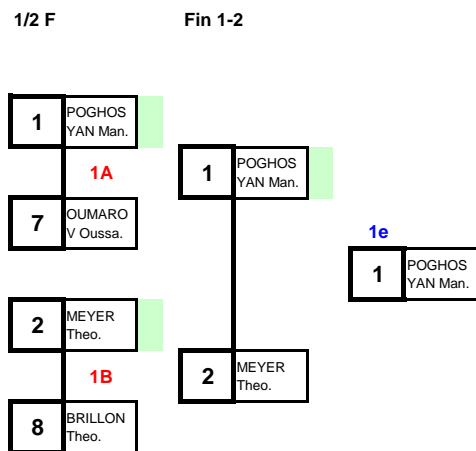 1/2 F
Fin 1-2
1
POGHOS
YAN Man.
1A
7
OUMARO
V Oussa.
2
MEYER
Theo.
1B
8
BRILLON
Theo.
1
POGHOS
YAN Man.
2
MEYER
Theo.
1e
1
POGHOS
YAN Man.